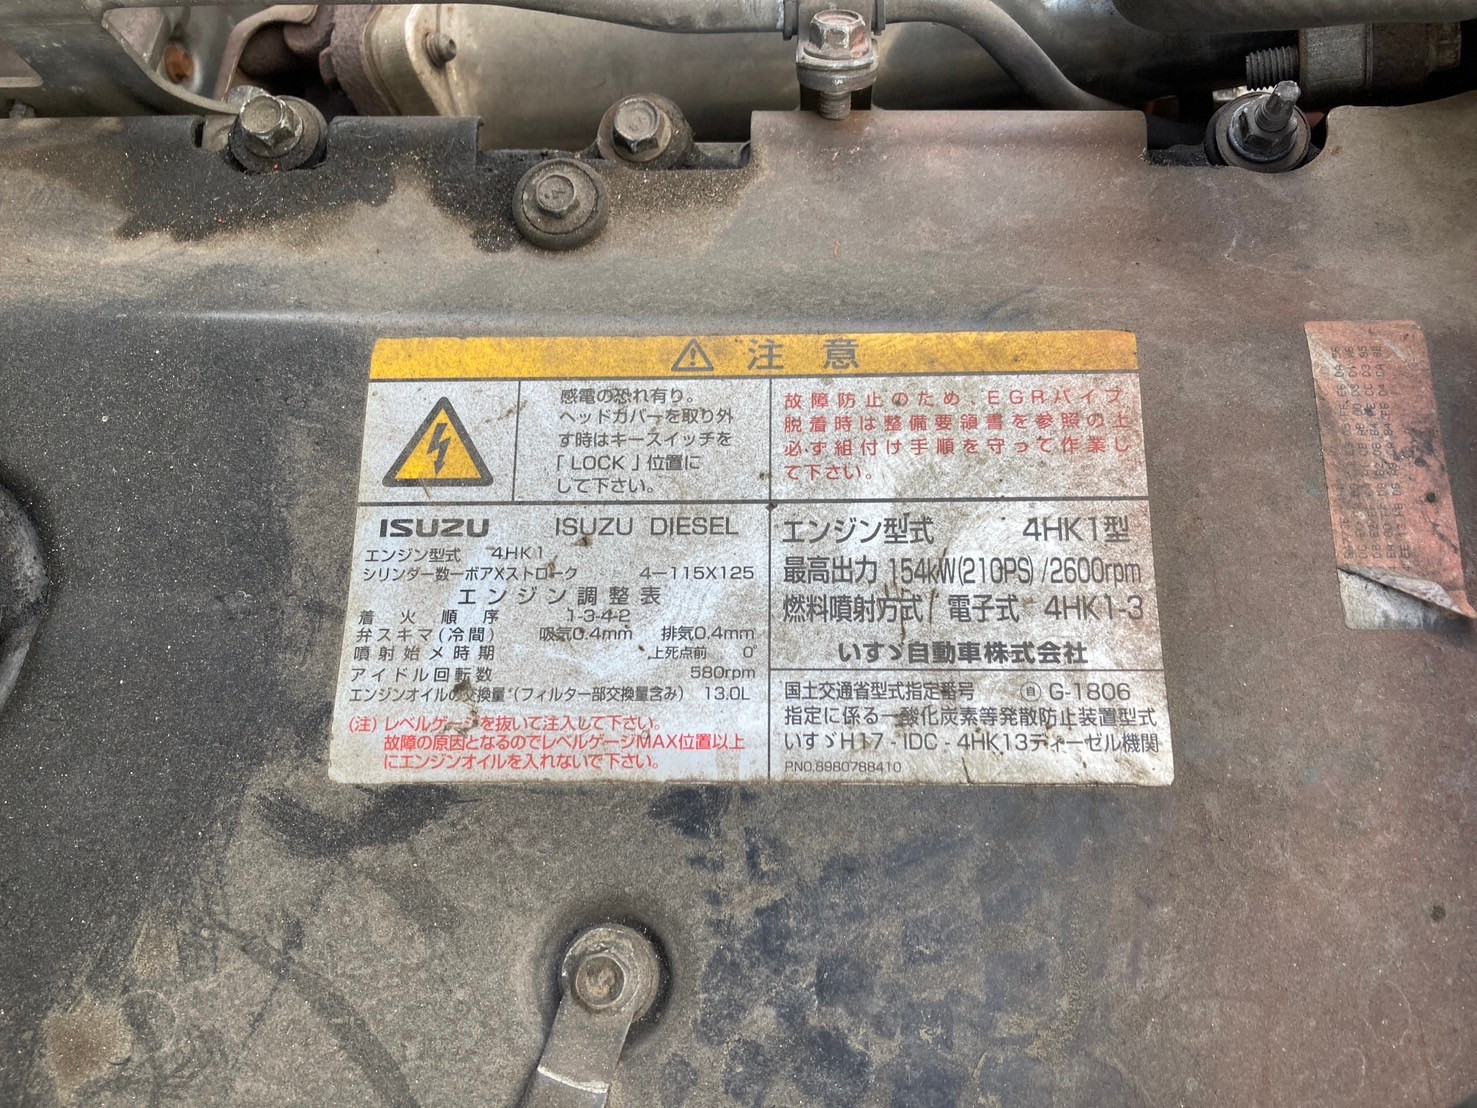 注意
感電の恐れ有り。
ヘッドカバーを取り外
す時はキースイッチを
「LOCK」位置に
して下さい。
故障防止のため、EGRパイプ
脱着時は整備要領書を参照の上
必ず組付け手順を守って作業し
て下さい。
ISUZU ISUZU DIESEL
エンジン型式 4HK1
シリンダー数ーボアXストローク 4ー115X125
エンジン調整表
着火順序 1-3-4-2
弁スキマ(冷間) 吸気0.4mm 排気0.4mm
噴射始メ時期 上死点前 0°
アイドル回転数 580rpm
エンジンオイルの交換量(フィルター部交換量含み) 13.0L
(注) レベルゲージを抜いて注入して下さい。
故障の原因となるのでレベルゲージMAX位置以上
にエンジンオイルを入れないで下さい。
エンジン型式 4HK1型
最高出力 154kW(210PS)/2600rpm
燃料噴射方式/電子式 4HK1-3
いすゞ自動車株式会社
国土交通省型式指定番号 自 G-1806
指定に係る一酸化炭素等発散防止装置型式
いすゞH17-IDC-4HK13ディーゼル機関
P.NO.8980788410